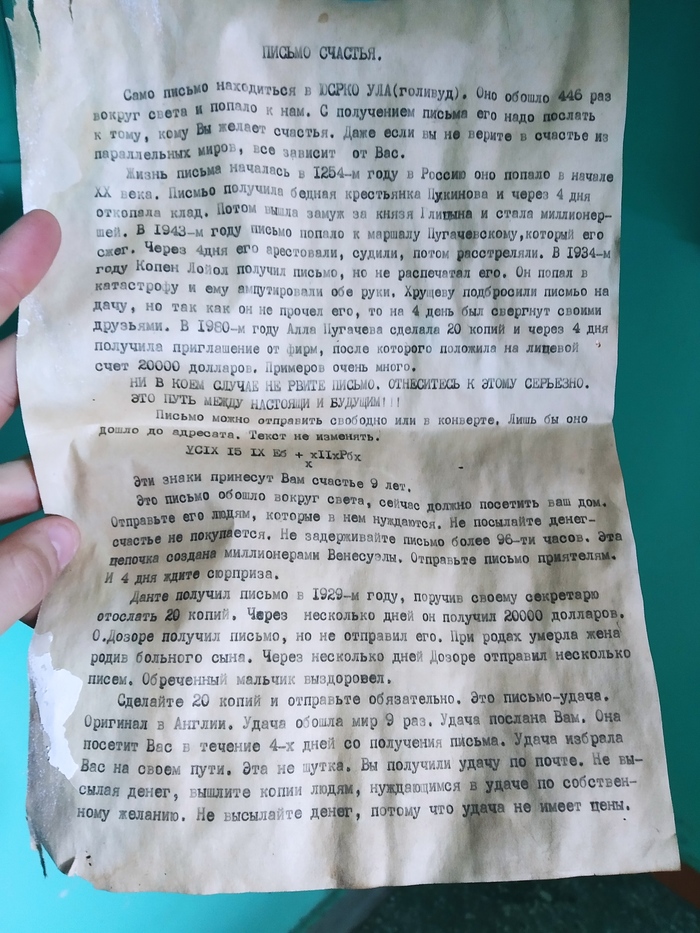 ПИСЬМО СЧАСТЬЯ.
Само письмо находиться в ЮСРКО УЛА(голивуд). Оно обошло 446 раз
вокруг света и попало к нам. С получением письма его надо послать
к тому, кому Вы желает счастья. Даже если вы не верите в счастье из
параллельных миров, все зависит от Вас.
Жизнь письма началась в I254-м году в Россию оно попало в начале
XX века. Писмьо получила бедная крестьянка Пукинова и через 4 дня
откопала клад. Потом вышла замуж за князя Глицына и стала миллионер-
шей. В I943-м году письмо попало к маршалу Пугачевскому,который его
сжег. Через 4дня его арестовали, судили, потом расстреляли. В I934-м
году Копен Лойол получил письмо, но не распечатал его. Он попал в
катастрофу и ему ампутировали обе руки. Хрущеву подбросили писмьо на
дачу, но так как он не прочел его, то на 4 день был свергнут своими
друзьями. В I980-м году Алла Пугачева сделала 20 копий и через 4 дня
получила приглашение от фирм, после которого положила на лицевой
счет 20000 долларов. Примеров очень много.
НИ В КОЕМ СЛУЧАЕ НЕ РВИТЕ ПИСЬМО. ОТНЕСИТЕСЬ К ЭТОМУ СЕРЬЕЗНО.
ЭТО ПУТЬ МЕЖДУ НАСТОЯЩИ И БУДУЩИМ!!!
Письмо можно отправить свободно или в конверте. Лишь бы оно
дошло до адресата. Текст не изменять.
УСIX I5 IX Еб + xIIxРбх
х
Эти знаки принесут Вам счастье 9 лет.
Это письмо обошло вокруг света, сейчас должно посетить ваш дом.
Отправьте его людям, которые в нем нуждаются. Не посылайте денег-
счастье не покупается. Не задерживайте письмо более 96-ти часов. Эта
цепочка создана миллионерами Венесуэлы. Отправьте письмо приятелям.
И 4 дня ждите сюрприза.
Данте получил письмо в I929-м году, поручив своему секретарю
отослать 20 копий. Через несколько дней он получил 20000 долларов.
О.Дозоре получил письмо, но не отправил его. При родах умерла жена
родив больного сына. Через несколько дней Дозоре отправил несколько
писем. Обреченный мальчик выздоровел.
Сделайте 20 копий и отправьте обязательно. Это письмо-удача.
Оригинал в Англии. Удача обошла мир 9 раз. Удача послана Вам. Она
посетит Вас в течение 4-х дней со получения письма. Удача избрала
Вас на своем пути. Эта не шутка. Вы получили удачу по почте. Не вы-
сылая денег, вышлите копии людям, нуждающимся в удаче по собствен-
ному желанию. Не высылайте денег, потому что удача не имеет цены.